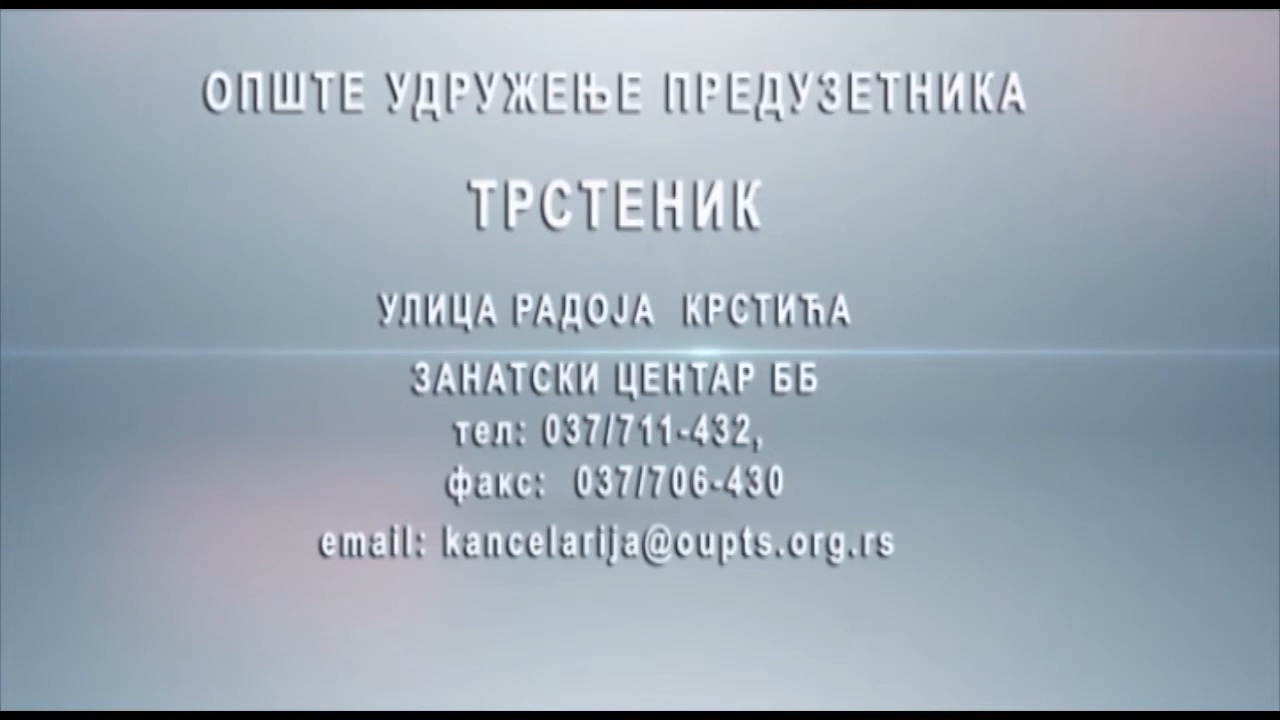 ОПШТЕ УДРУЖЕЊЕ ПРЕДУЗЕТНИКА
ТРСТЕНИК
УЛИЦА РАДОЈА КРСТИЋА
ЗАНАТСКИ ЦЕНТАР ББ
тел: 037/711-432,
факс: 037/706-430
email: kancelarija@oupts.org.rs